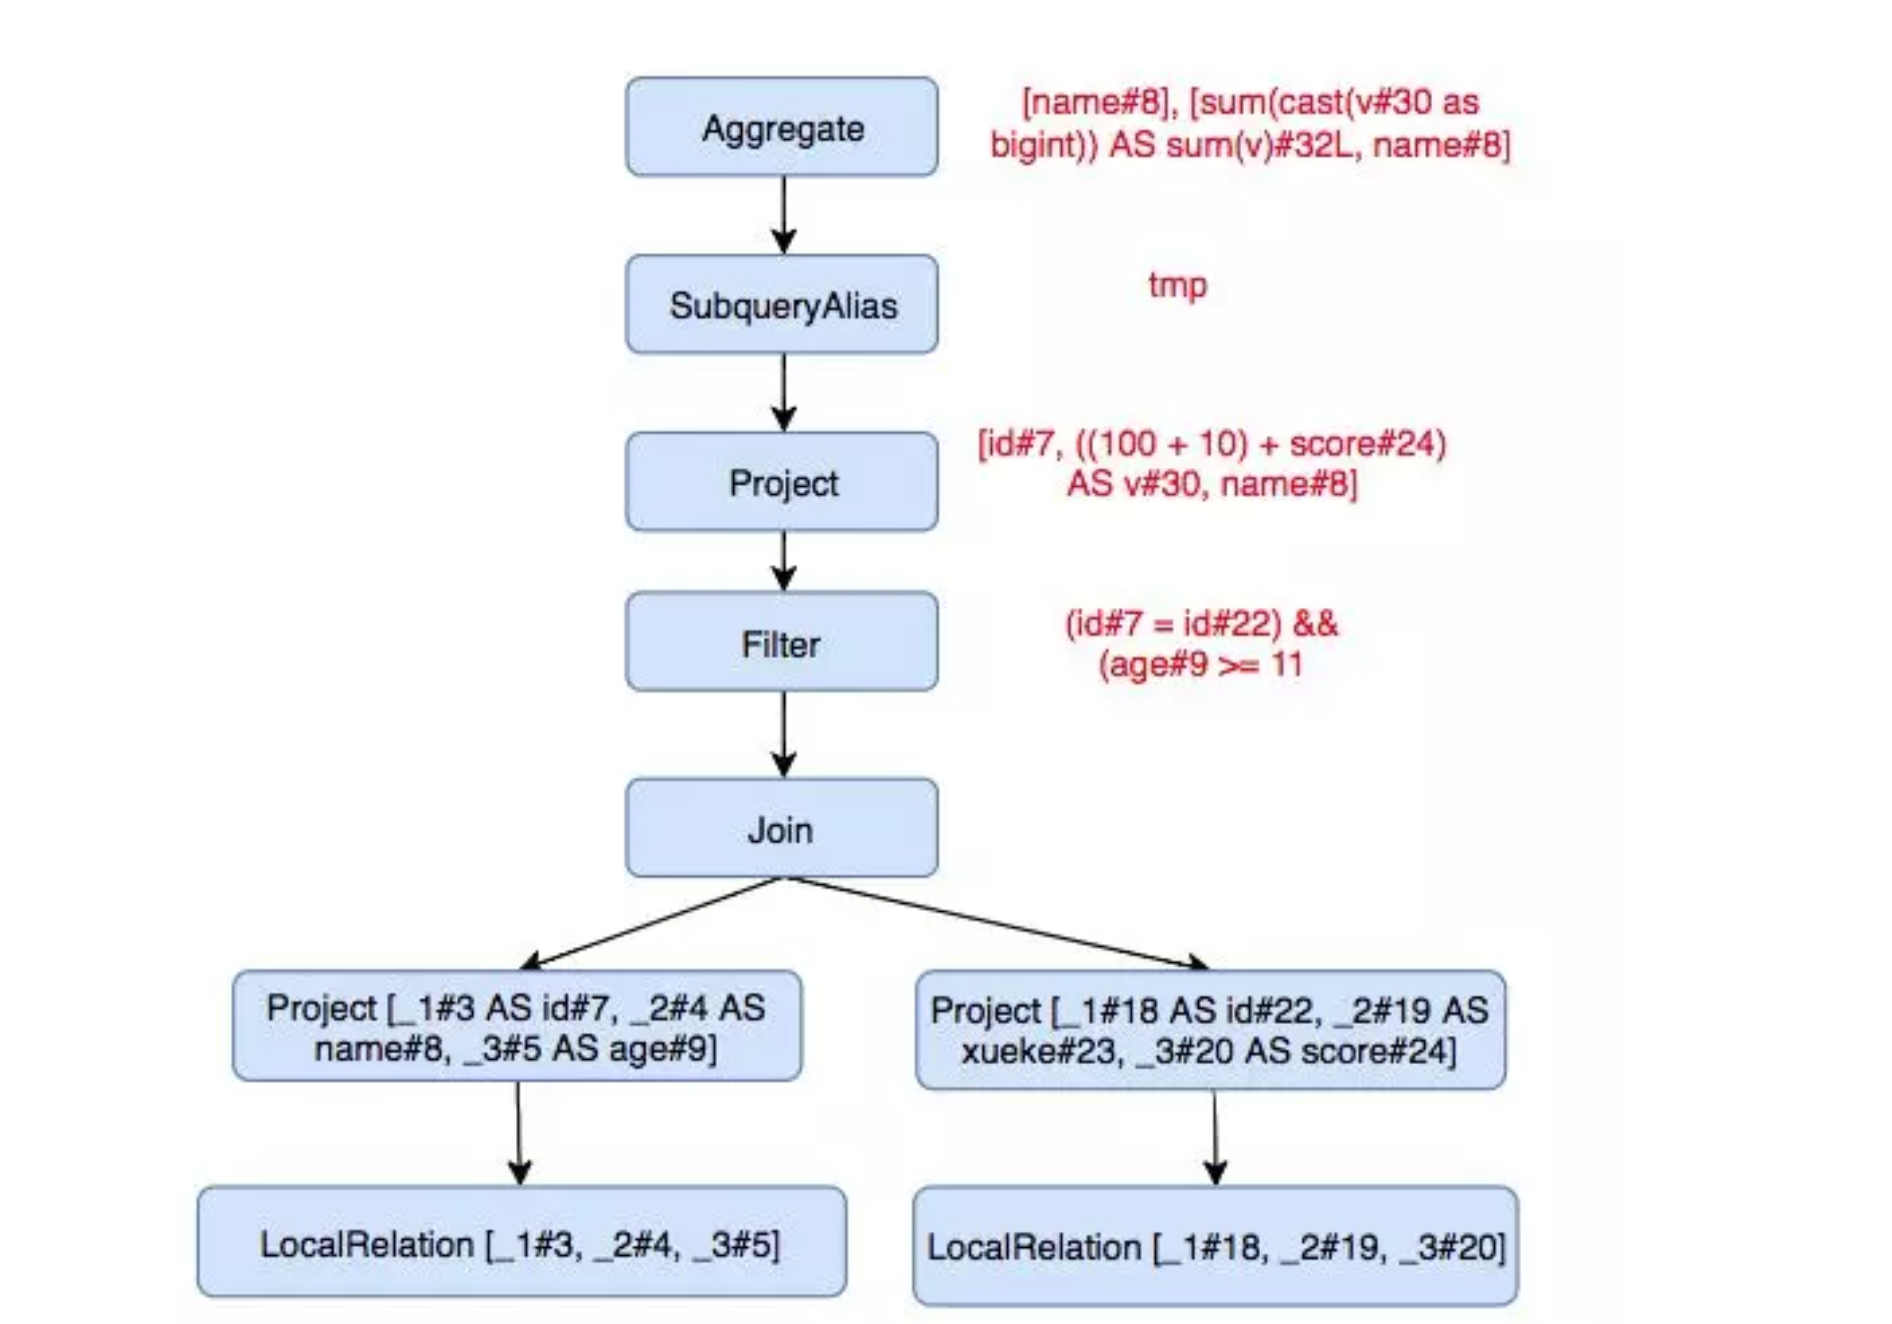 Aggregate
[name#8], [sum(cast(v#30 as
bigint)) AS sum(v)#32L, name#8]
SubqueryAlias
tmp
Project
[id#7, ((100 + 10) + score#24)
AS v#30, name#8]
Filter
(id#7 = id#22) &&
(age#9 >= 11
Join
Project [_1#3 AS id#7, _2#4 AS
name#8, _3#5 AS age#9]
Project [_1#18 AS id#22, _2#19 AS
xueke#23, _3#20 AS score#24]
LocalRelation [_1#3, _2#4, _3#5]
LocalRelation [_1#18, _2#19, _3#20]